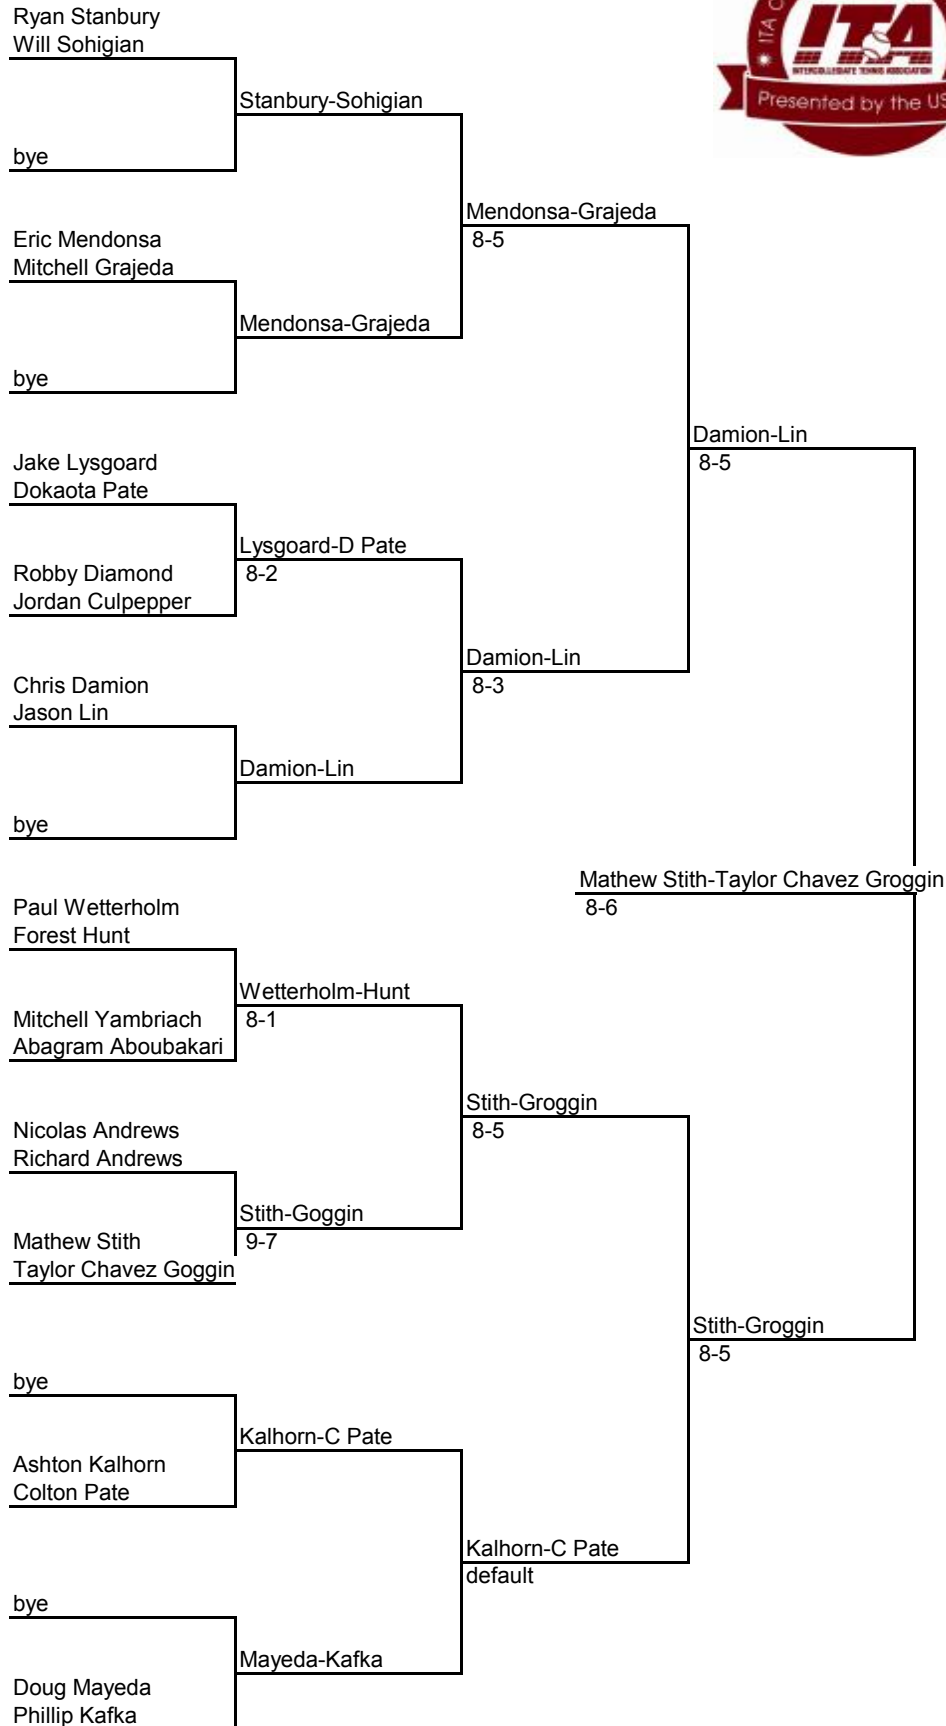 Ryan Stanbury
Will Sohigian
Stanbury-Sohigian
bye
Mendonsa-Grajeda
8-5
Eric Mendonsa
Mitchell Grajeda
Mendonsa-Grajeda
bye
Damion-Lin
8-5
Jake Lysgoard
Dokaota Pate
Lysgoard-D Pate
8-2
Robby Diamond
Jordan Culpepper
Damion-Lin
8-3
Chris Damion
Jason Lin
Damion-Lin
bye
Mathew Stith-Taylor Chavez Groggin
8-6
Paul Wetterholm
Forest Hunt
Wetterholm-Hunt
8-1
Mitchell Yambriach
Abagram Aboubakari
Stith-Groggin
8-5
Nicolas Andrews
Richard Andrews
Stith-Goggin
9-7
Mathew Stith
Taylor Chavez Goggin
Stith-Groggin
8-5
bye
Kalhorn-C Pate
Ashton Kalhorn
Colton Pate
Kalhorn-C Pate
default
bye
Mayeda-Kafka
Doug Mayeda
Phillip Kafka
ITA
INTERCOLLEGIATE TENNIS ASSOCIATION
Presented by the US